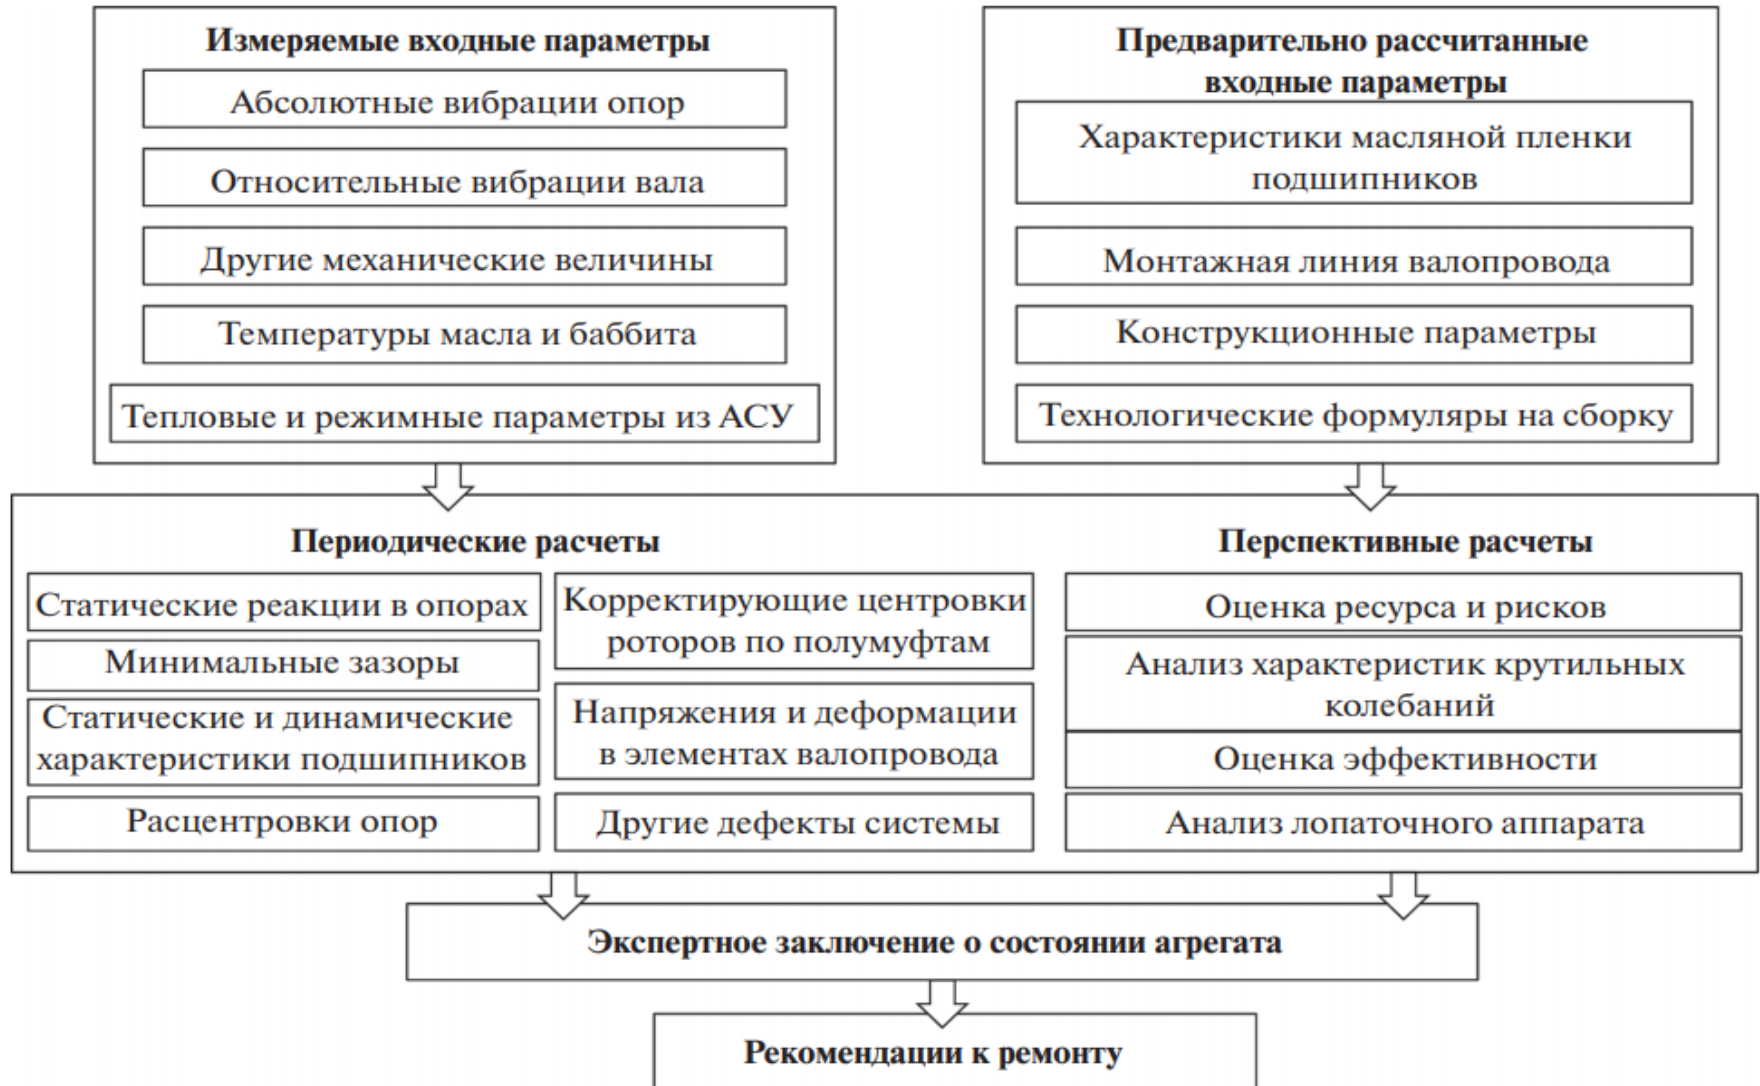 Измеряемые входные параметры
Абсолютные вибрации опор
Относительные вибрации вала
Другие механические величины
Температуры масла и баббита
Тепловые и режимные параметры из АСУ
Предварительно рассчитанные
входные параметры
Характеристики масляной пленки
подшипников
Монтажная линия валопровода
Конструкционные параметры
Технологические формуляры на сборку
Периодические расчеты
Статические реакции в опорах
Минимальные зазоры
Статические и динамические
характеристики подшипников
Расцентровки опор
Корректирующие центровки
роторов по полумуфтам
Напряжения и деформации
в элементах валопровода
Другие дефекты системы
Перспективные расчеты
Оценка ресурса и рисков
Анализ характеристик крутильных
колебаний
Оценка эффективности
Анализ лопаточного аппарата
Экспертное заключение о состоянии агрегата
Рекомендации к ремонту